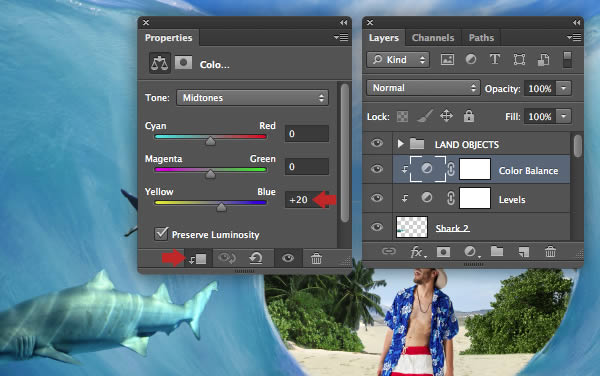 Properties
Colo...
Tone: Midtones
Cyan Red 0
Magenta Green 0
Yellow Blue +20
Preserve Luminosity
Layers Channels Paths
Kind T
Normal Opacity: 100%
Lock: Fill: 100%
LAND OBJECTS
Color Balance
Levels
Shark 2
fx